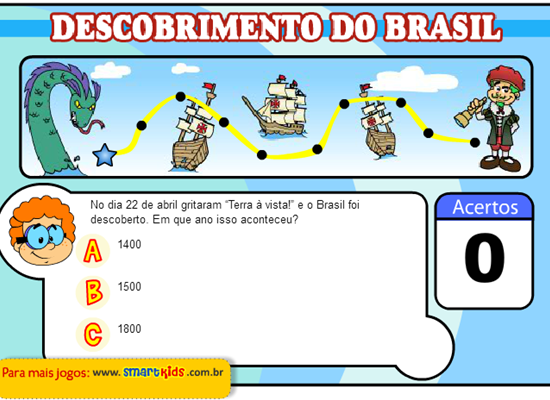 DESCOBRIMENTO DO BRASIL
No dia 22 de abril gritaram “Terra à vista!” e o Brasil foi
descoberto. Em que ano isso aconteceu?
A 1400
B 1500
C 1800
Acertos
0
Para mais jogos: www. smartkids .com.br